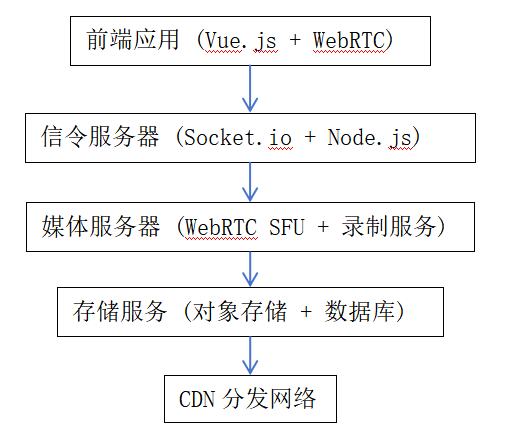 前端应用 (Vue.js + WebRTC)
信令服务器 (Socket.io + Node.js)
媒体服务器 (WebRTC SFU + 录制服务)
存储服务 (对象存储 + 数据库)
CDN 分发网络